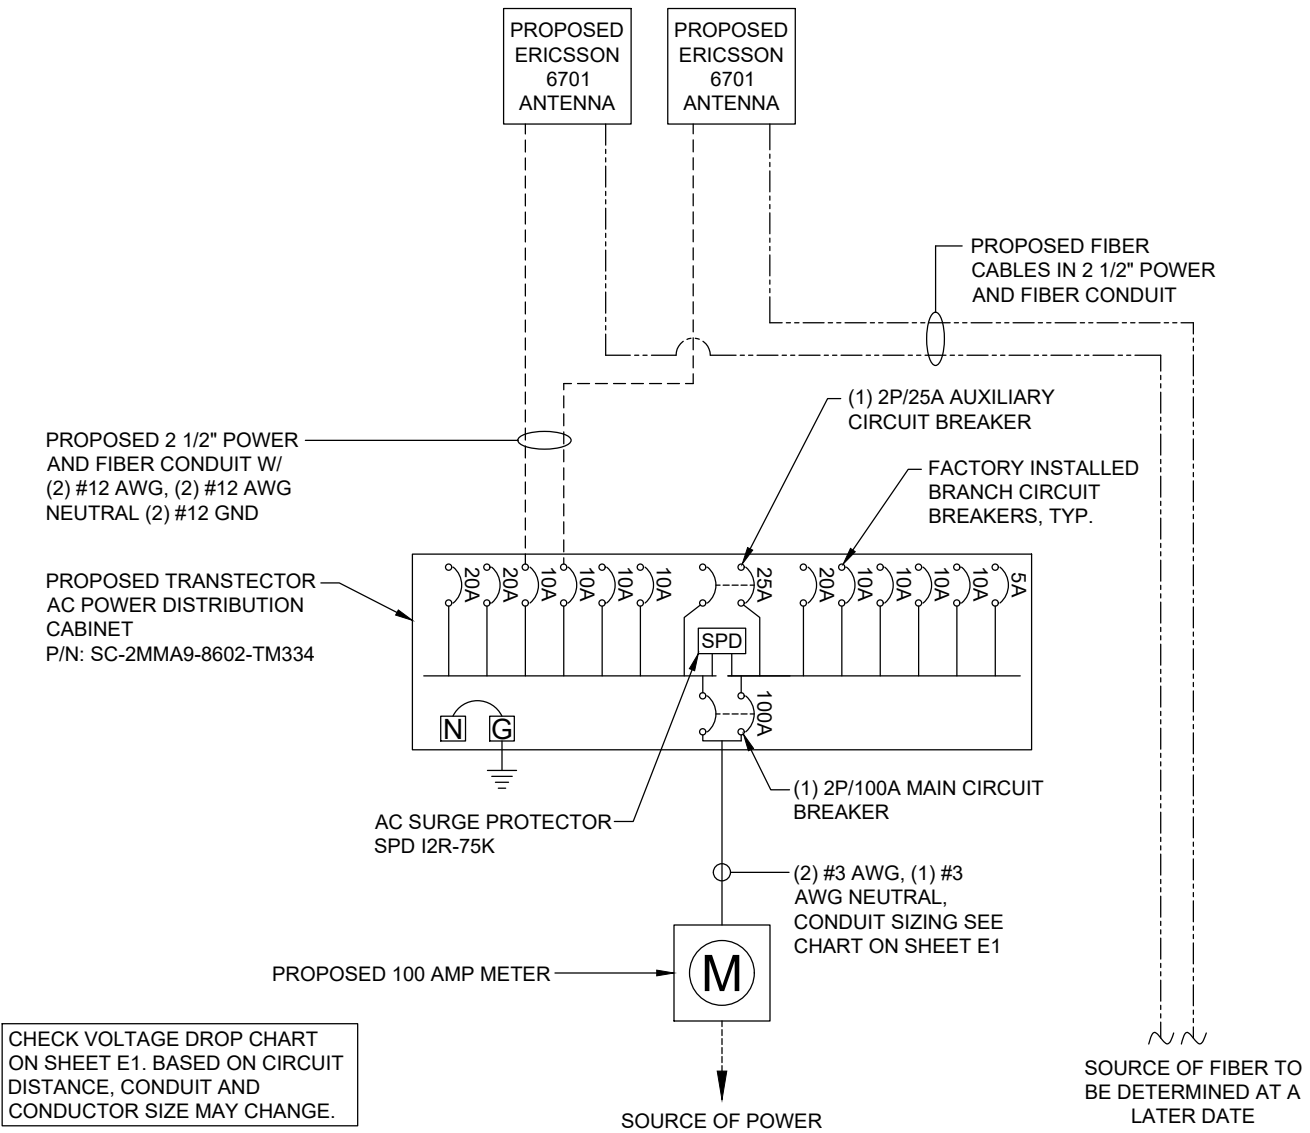 PROPOSED
ERICSSON
6701
ANTENNA
PROPOSED
ERICSSON
6701
ANTENNA
PROPOSED FIBER
CABLES IN 2 1/2" POWER
AND FIBER CONDUIT
(1) 2P/25A AUXILIARY
CIRCUIT BREAKER
PROPOSED 2 1/2" POWER
AND FIBER CONDUIT W/
(2) #12 AWG, (2) #12 AWG
NEUTRAL (2) #12 GND
FACTORY INSTALLED
BRANCH CIRCUIT
BREAKERS, TYP.
PROPOSED TRANSTECTOR
AC POWER DISTRIBUTION
CABINET
P/N: SC-2MMA9-8602-TM334
20A
20A
10A
10A
10A
10A
25A
20A
10A
10A
10A
10A
5A
SPD
100A
N
G
(1) 2P/100A MAIN CIRCUIT
BREAKER
AC SURGE PROTECTOR
SPD I2R-75K
(2) #3 AWG, (1) #3
AWG NEUTRAL,
CONDUIT SIZING SEE
CHART ON SHEET E1
PROPOSED 100 AMP METER
M
CHECK VOLTAGE DROP CHART
ON SHEET E1. BASED ON CIRCUIT
DISTANCE, CONDUIT AND
CONDUCTOR SIZE MAY CHANGE.
SOURCE OF POWER
SOURCE OF FIBER TO
BE DETERMINED AT A
LATER DATE